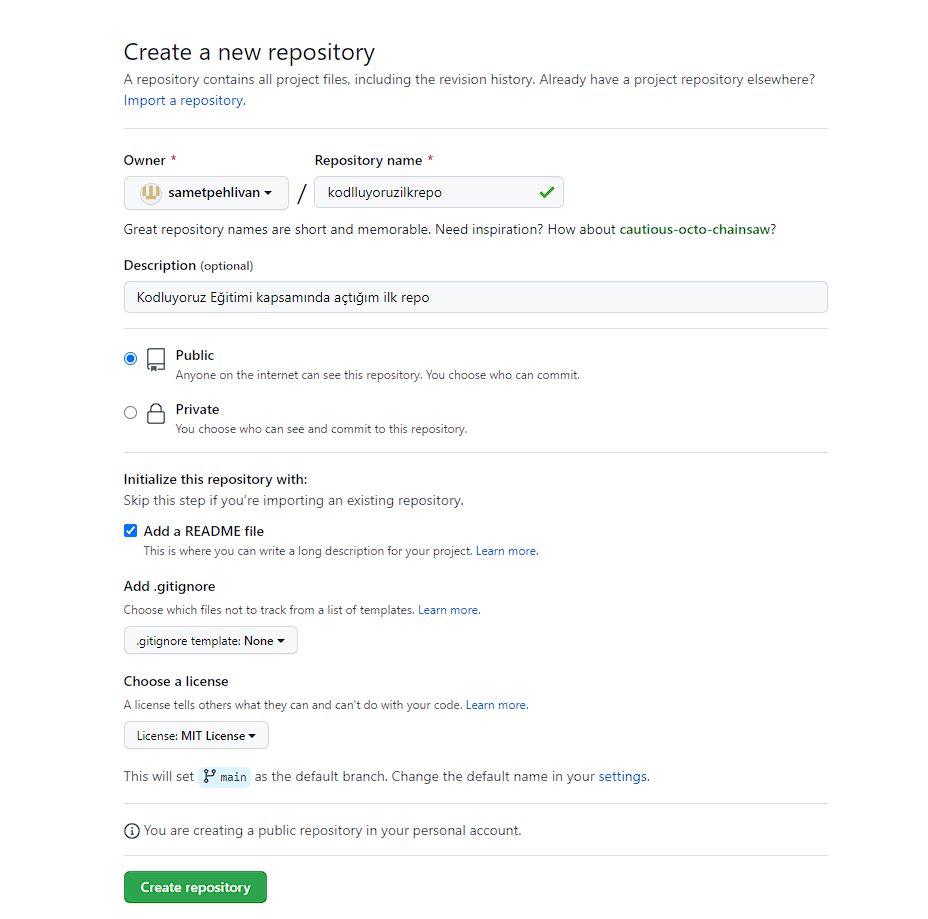 Create a new repository
A repository contains all project files, including the revision history. Already have a project repository elsewhere?
Import a repository.
Owner * Repository name *
sametpehlivan / kodlluyoruzilkrepo
Great repository names are short and memorable. Need inspiration? How about cautious-octo-chainsaw?
Description (optional)
Kodluyoruz Eğitimi kapsamında açtığım ilk repo
Public
Anyone on the internet can see this repository. You choose who can commit.
Private
You choose who can see and commit to this repository.
Initialize this repository with:
Skip this step if you're importing an existing repository.
Add a README file
This is where you can write a long description for your project. Learn more.
Add .gitignore
Choose which files not to track from a list of templates. Learn more.
.gitignore template: None
Choose a license
A license tells others what they can and can't do with your code. Learn more.
License: MIT License
This will set main as the default branch. Change the default name in your settings.
You are creating a public repository in your personal account.
Create repository